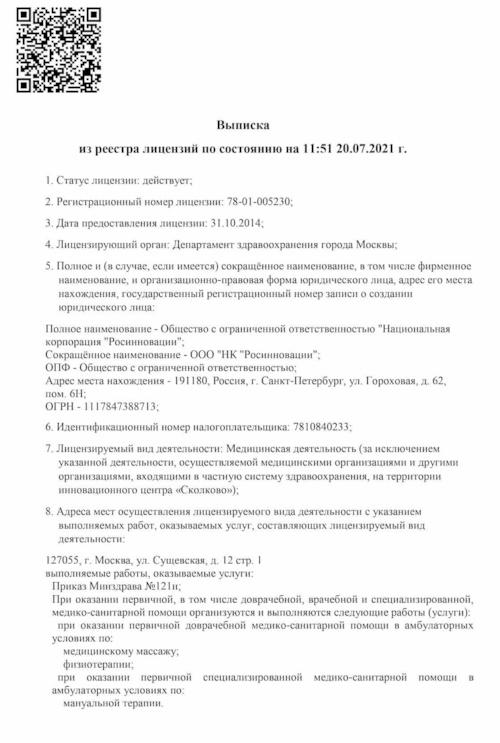 Выписка
из реестра лицензий по состоянию на 11:51 20.07.2021 г.
1. Статус лицензии: действует;
2. Регистрационный номер лицензии: 78-01-005230;
3. Дата предоставления лицензии: 31.10.2014;
4. Лицензирующий орган: Департамент здравоохранения города Москвы;
5. Полное и (в случае, если имеется) сокращённое наименование, в том числе фирменное
наименование, и организационно-правовая форма юридического лица, адрес его места
нахождения, государственный регистрационный номер записи о создании
юридического лица:
Полное наименование - Общество с ограниченной ответственностью "Национальная
корпорация "Росинновации";
Сокращённое наименование - ООО "НК "Росинновации";
ОПФ - Общество с ограниченной ответственностью;
Адрес места нахождения - 191180, Россия, г. Санкт-Петербург, ул. Гороховая, д. 62,
пом. 6Н;
ОГРН - 1117847388713;
6. Идентификационный номер налогоплательщика: 7810840233;
7. Лицензируемый вид деятельности: Медицинская деятельность (за исключением
указанной деятельности, осуществляемой медицинскими организациями и другими
организациями, входящими в частную систему здравоохранения, на территории
инновационного центра «Сколково»);
8. Адреса мест осуществления лицензируемого вида деятельности с указанием
выполняемых работ, оказываемых услуг, составляющих лицензируемый вид
деятельности:
127055, г. Москва, ул. Сущевская, д. 12 стр. 1
выполняемые работы, оказываемые услуги:
Приказ Минздрава №121н;
При оказании первичной, в том числе доврачебной, врачебной и специализированной,
медико-санитарной помощи организуются и выполняются следующие работы (услуги):
при оказании первичной доврачебной медико-санитарной помощи в амбулаторных
условиях по:
медицинскому массажу;
физиотерапии;
при оказании первичной специализированной медико-санитарной помощи в
амбулаторных условиях по:
мануальной терапии.